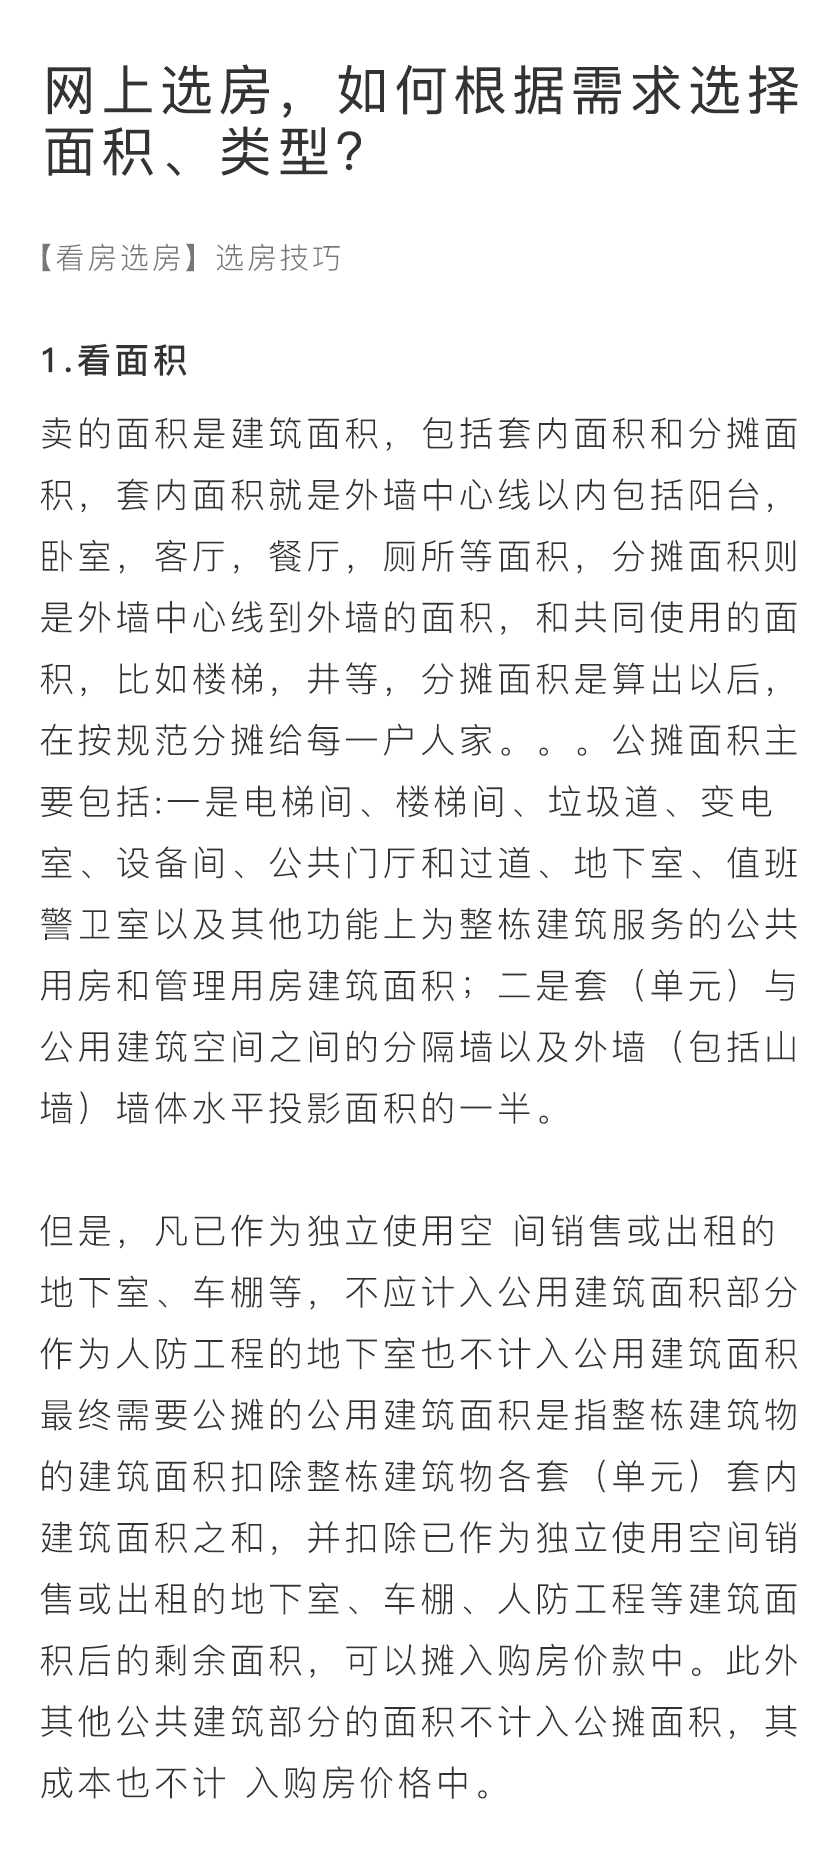 网上选房，如何根据需求选择
面积、类型？
【看房选房】选房技巧
1.看面积
卖的面积是建筑面积，包括套内面积和分摊面
积，套内面积就是外墙中心线以内包括阳台，
卧室，客厅，餐厅，厕所等面积，分摊面积则
是外墙中心线到外墙的面积，和共同使用的面
积，比如楼梯，井等，分摊面积是算出以后，
在按规范分摊给每一户人家。。。公摊面积主
要包括:一是电梯间、楼梯间、垃圾道、变电
室、设备间、公共门厅和过道、地下室、值班
警卫室以及其他功能上为整栋建筑服务的公共
用房和管理用房建筑面积；二是套（单元）与
公用建筑空间之间的分隔墙以及外墙（包括山
墙）墙体水平投影面积的一半。
但是，凡已作为独立使用空 间销售或出租的
地下室、车棚等，不应计入公用建筑面积部分
作为人防工程的地下室也不计入公用建筑面积
最终需要公摊的公用建筑面积是指整栋建筑物
的建筑面积扣除整栋建筑物各套（单元）套内
建筑面积之和，并扣除已作为独立使用空间销
售或出租的地下室、车棚、人防工程等建筑面
积后的剩余面积，可以摊入购房价款中。此外
其他公共建筑部分的面积不计入公摊面积，其
成本也不计 入购房价格中。